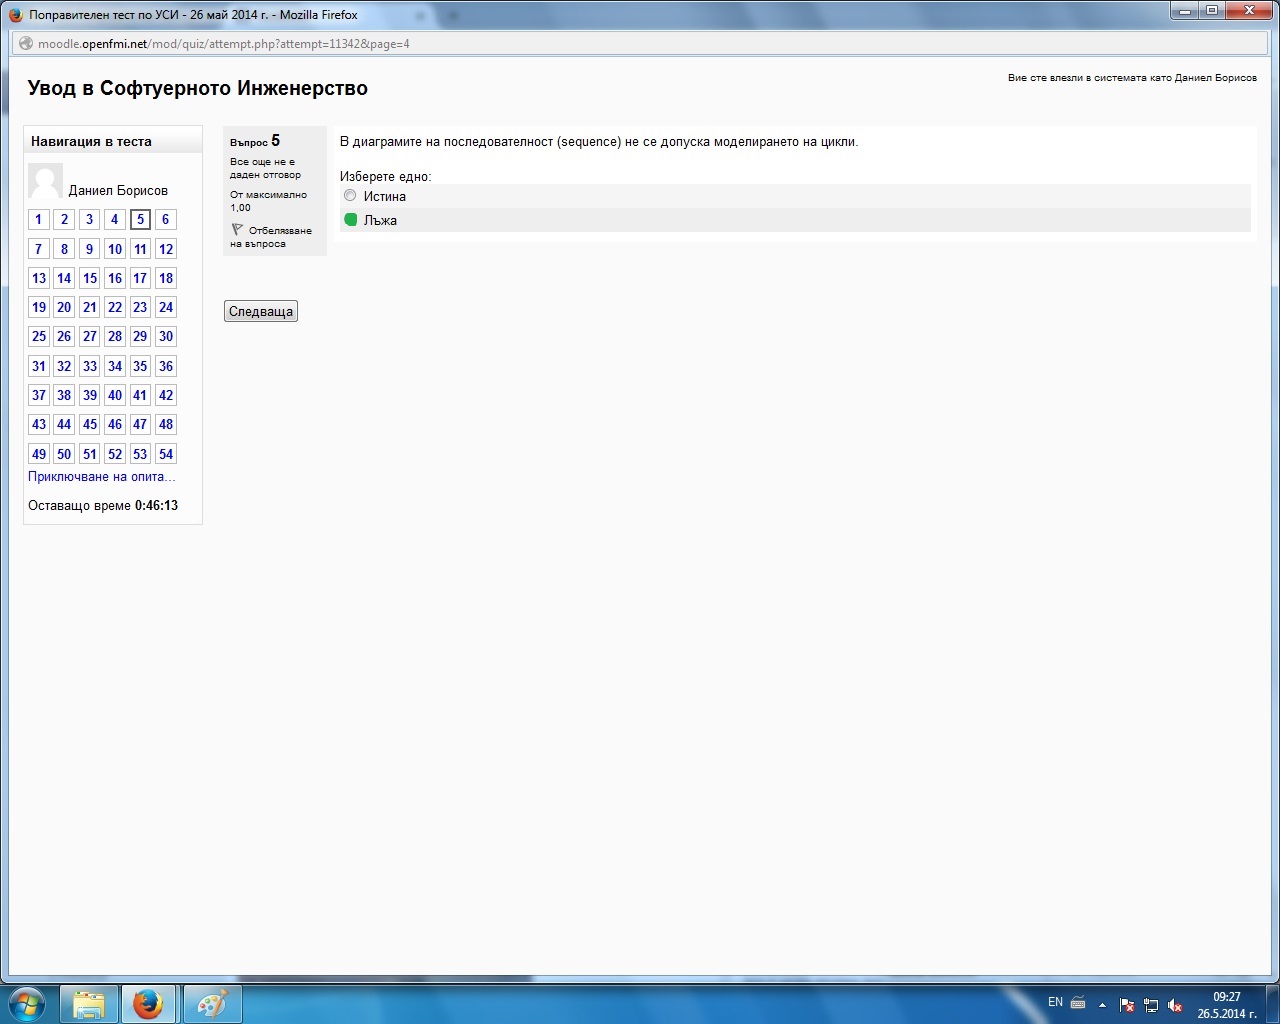 Поправителен тест по УСИ - 26 май 2014 г. - Mozilla Firefox
moodle.openfmi.net/mod/quiz/attempt.php?attempt=11342&page=4
Увод в Софтуерното Инженерство
Вие сте влезли в системата като Даниел Борисов
Навигация в теста
Даниел Борисов
1 2 3 4 5 6
7 8 9 10 11 12
13 14 15 16 17 18
19 20 21 22 23 24
25 26 27 28 29 30
31 32 33 34 35 36
37 38 39 40 41 42
43 44 45 46 47 48
49 50 51 52 53 54
Приключване на опита...
Оставащо време 0:46:13
Въпрос 5
Все още не е
даден отговор
От максимално
1,00
Отбелязване
на въпроса
В диаграмите на последователност (sequence) не се допуска моделирането на цикли.
Изберете едно:
Истина
Лъжа
Следваща
EN
09:27
26.5.2014 г.